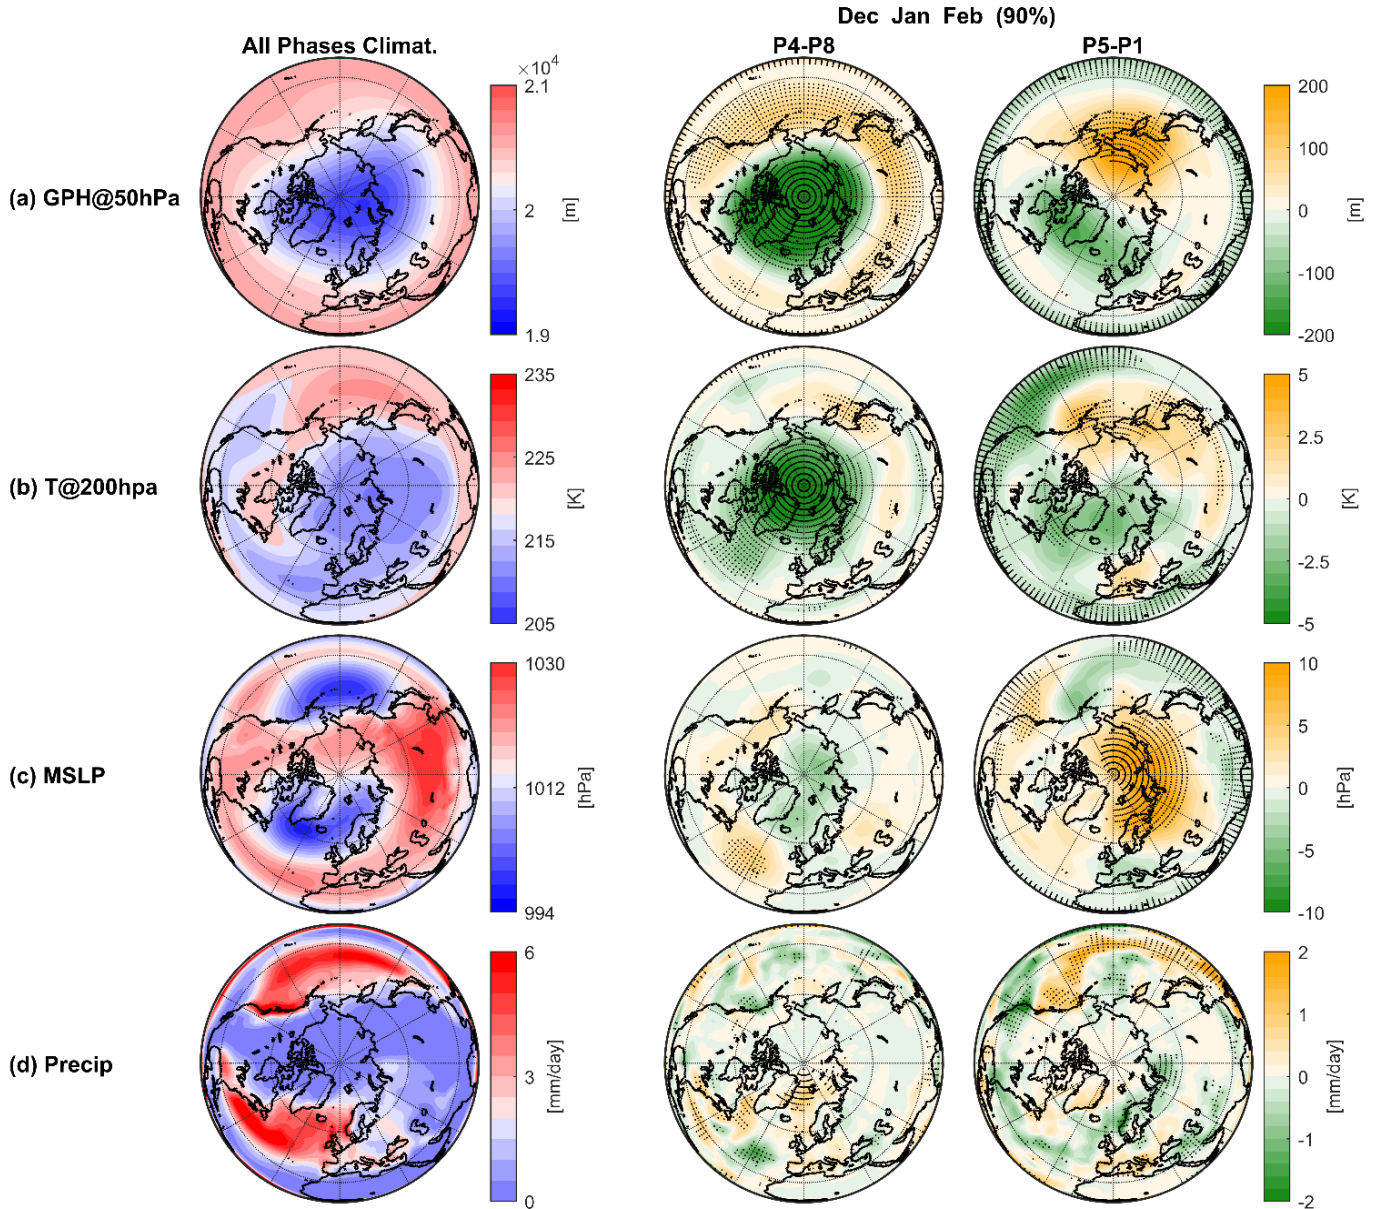 Dec Jan Feb (90%)
All Phases Climat.
P4-P8
P5-P1
×10⁴
(a) GPH@50hPa
2.1
2
1.9
[m]
200
100
0
-100
-200
[m]
(b) T@200hpa
235
225
215
205
[K]
5
2.5
0
-2.5
-5
[K]
(c) MSLP
1030
1012
994
[hPa]
10
5
0
-5
-10
[hPa]
(d) Precip
6
3
0
[mm/day]
2
1
0
-1
-2
[mm/day]